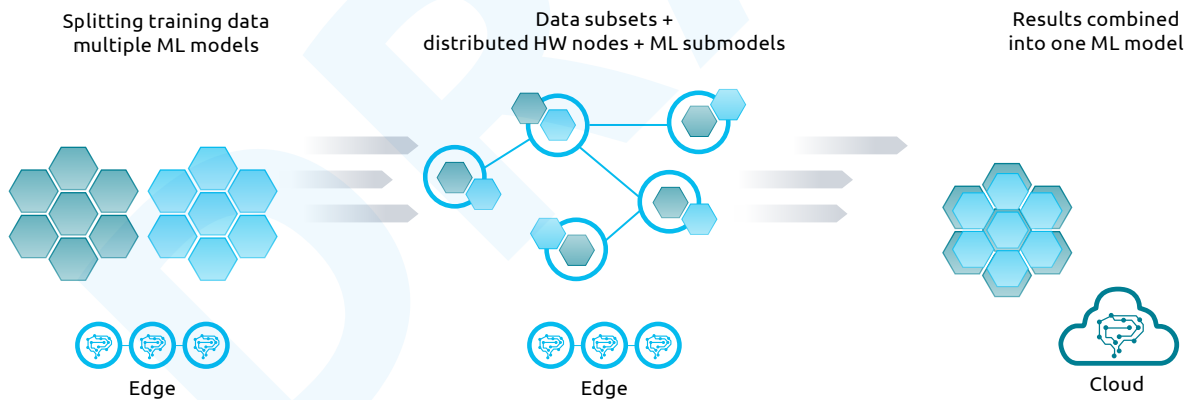 Splitting training data
multiple ML models
Data subsets +
distributed HW nodes + ML submodels
Results combined
into one ML model
Edge
Edge
Cloud